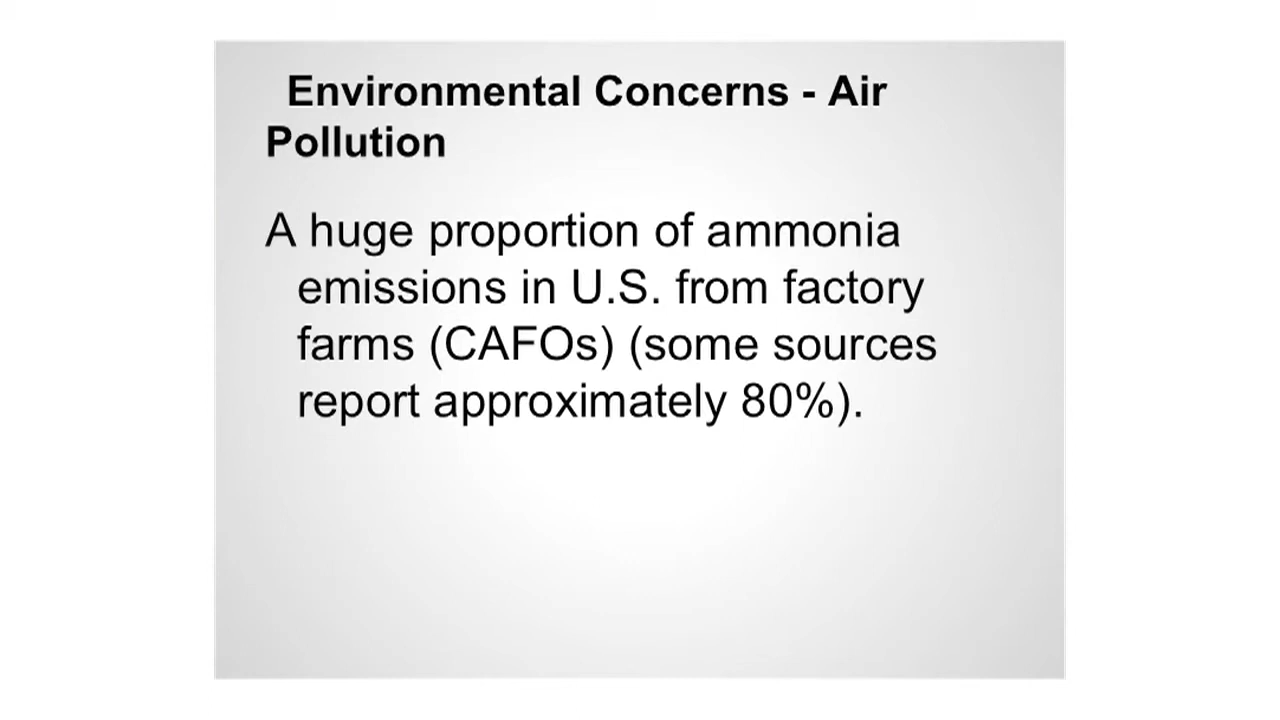 Environmental Concerns - Air
Pollution
A huge proportion of ammonia
emissions in U.S. from factory
farms (CAFOs) (some sources
report approximately 80%).